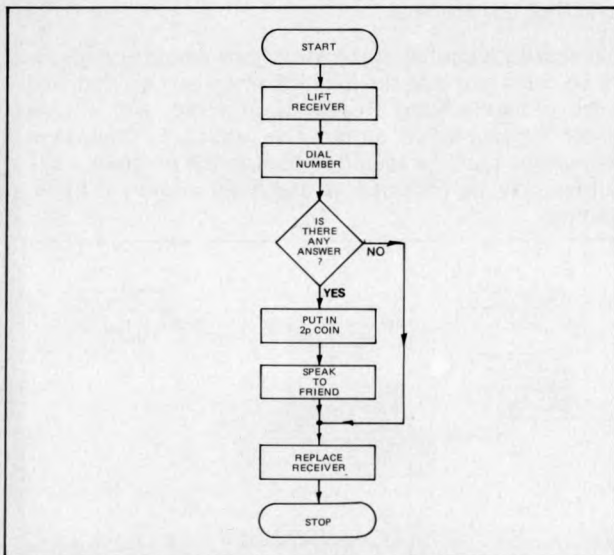 START
LIFT
RECEIVER
DIAL
NUMBER
IS
THERE
ANY
ANSWER
?
NO
YES
PUT IN
2p COIN
SPEAK
TO
FRIEND
REPLACE
RECEIVER
STOP